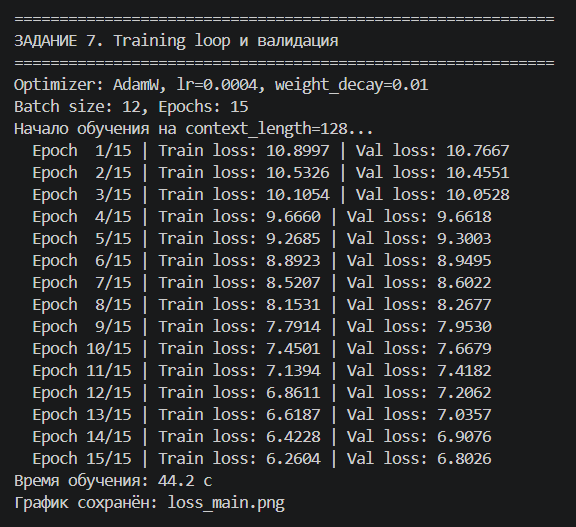 ============================================================
ЗАДАНИЕ 7. Training loop и валидация
============================================================
Optimizer: AdamW, lr=0.0004, weight_decay=0.01
Batch size: 12, Epochs: 15
Начало обучения на context_length=128...
  Epoch  1/15 | Train loss: 10.8997 | Val loss: 10.7667
  Epoch  2/15 | Train loss: 10.5326 | Val loss: 10.4551
  Epoch  3/15 | Train loss: 10.1054 | Val loss: 10.0528
  Epoch  4/15 | Train loss: 9.6660 | Val loss: 9.6618
  Epoch  5/15 | Train loss: 9.2685 | Val loss: 9.3003
  Epoch  6/15 | Train loss: 8.8923 | Val loss: 8.9495
  Epoch  7/15 | Train loss: 8.5207 | Val loss: 8.6022
  Epoch  8/15 | Train loss: 8.1531 | Val loss: 8.2677
  Epoch  9/15 | Train loss: 7.7914 | Val loss: 7.9530
  Epoch 10/15 | Train loss: 7.4501 | Val loss: 7.6679
  Epoch 11/15 | Train loss: 7.1394 | Val loss: 7.4182
  Epoch 12/15 | Train loss: 6.8611 | Val loss: 7.2062
  Epoch 13/15 | Train loss: 6.6187 | Val loss: 7.0357
  Epoch 14/15 | Train loss: 6.4228 | Val loss: 6.9076
  Epoch 15/15 | Train loss: 6.2604 | Val loss: 6.8026
Время обучения: 44.2 с
График сохранён: loss_main.png